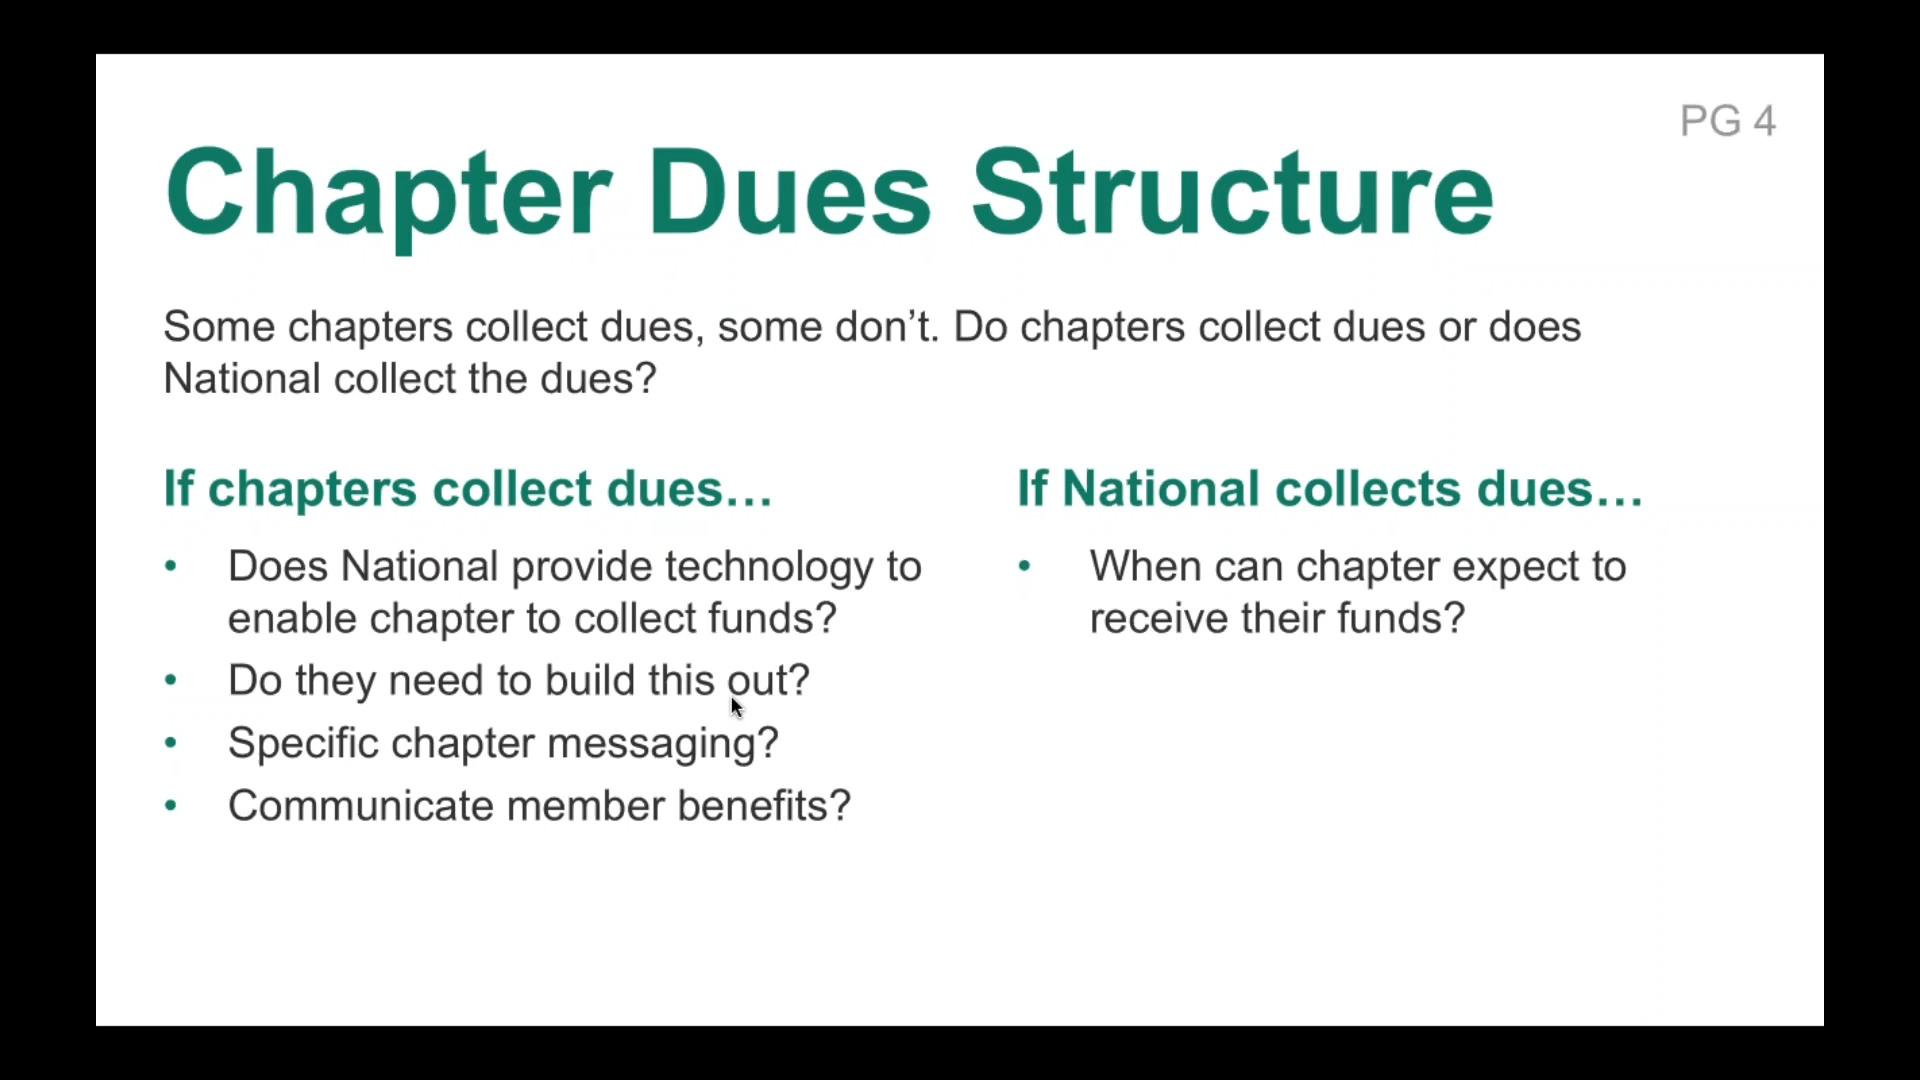 PG 4
Chapter Dues Structure
Some chapters collect dues, some don’t. Do chapters collect dues or does
National collect the dues?
If chapters collect dues…
• Does National provide technology to
enable chapter to collect funds?
• Do they need to build this out?
• Specific chapter messaging?
• Communicate member benefits?
If National collects dues…
• When can chapter expect to
receive their funds?